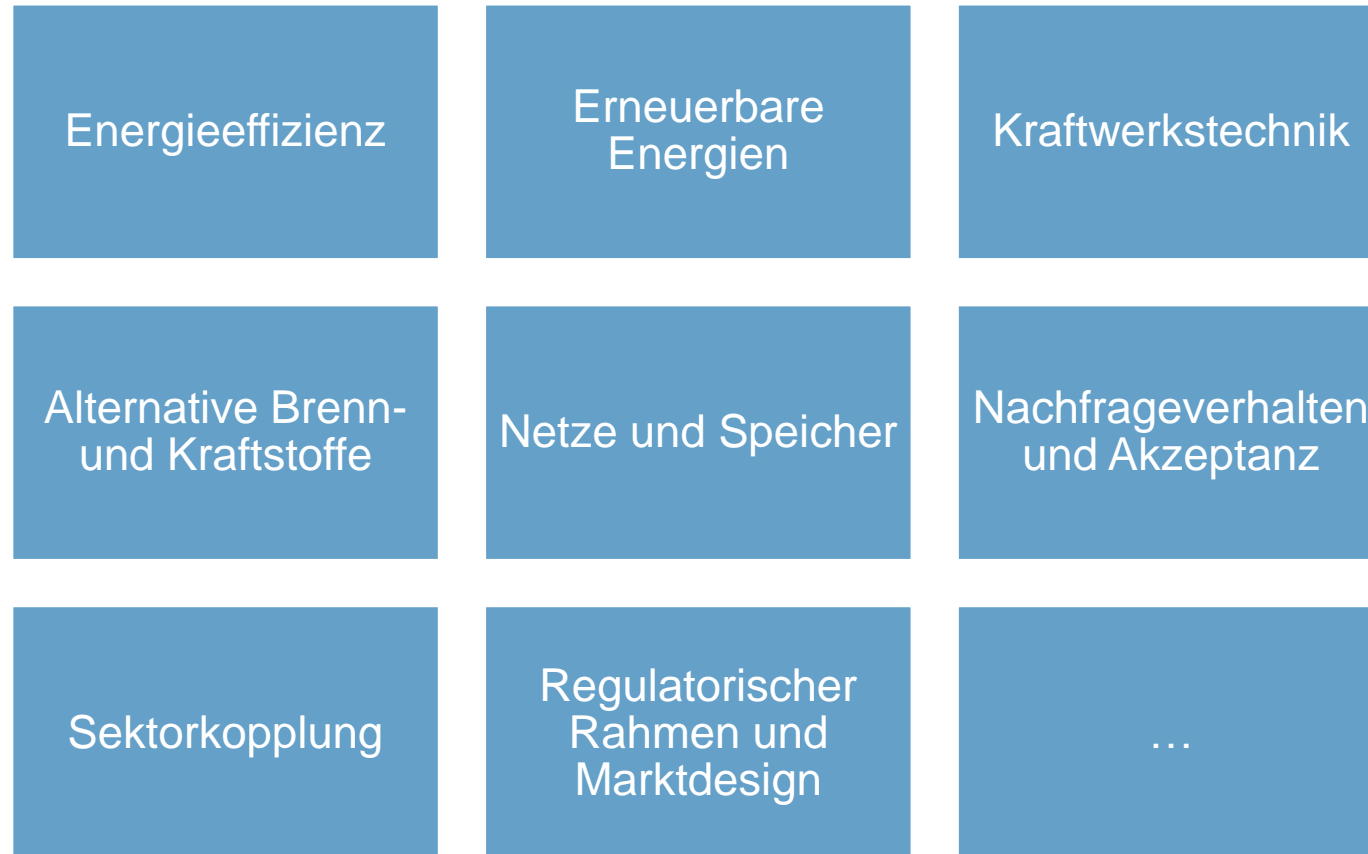 Energieeffizienz
Erneuerbare
Energien
Kraftwerkstechnik
Alternative Brenn-
und Kraftstoffe
Netze und Speicher
Nachfrageverhalten
und Akzeptanz
Sektorkopplung
Regulatorischer
Rahmen und
Marktdesign
…